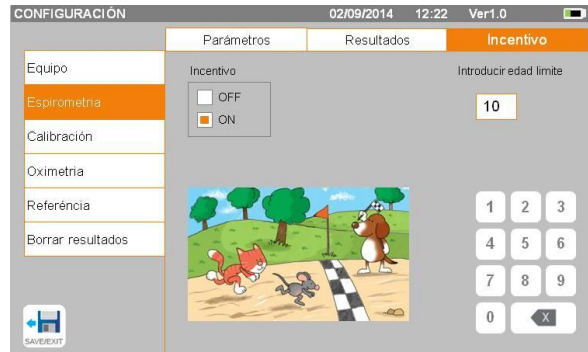 CONFIGURACIÓN 02/09/2014 12:22 Ver1.0
Parámetros Resultados Incentivo
Equipo
Espirometria
Calibración
Oximetria
Referéncia
Borrar resultados
Incentivo
OFF
ON
Introducir edad limite
10
1 2 3
4 5 6
7 8 9
0 X
SAVE/EXIT